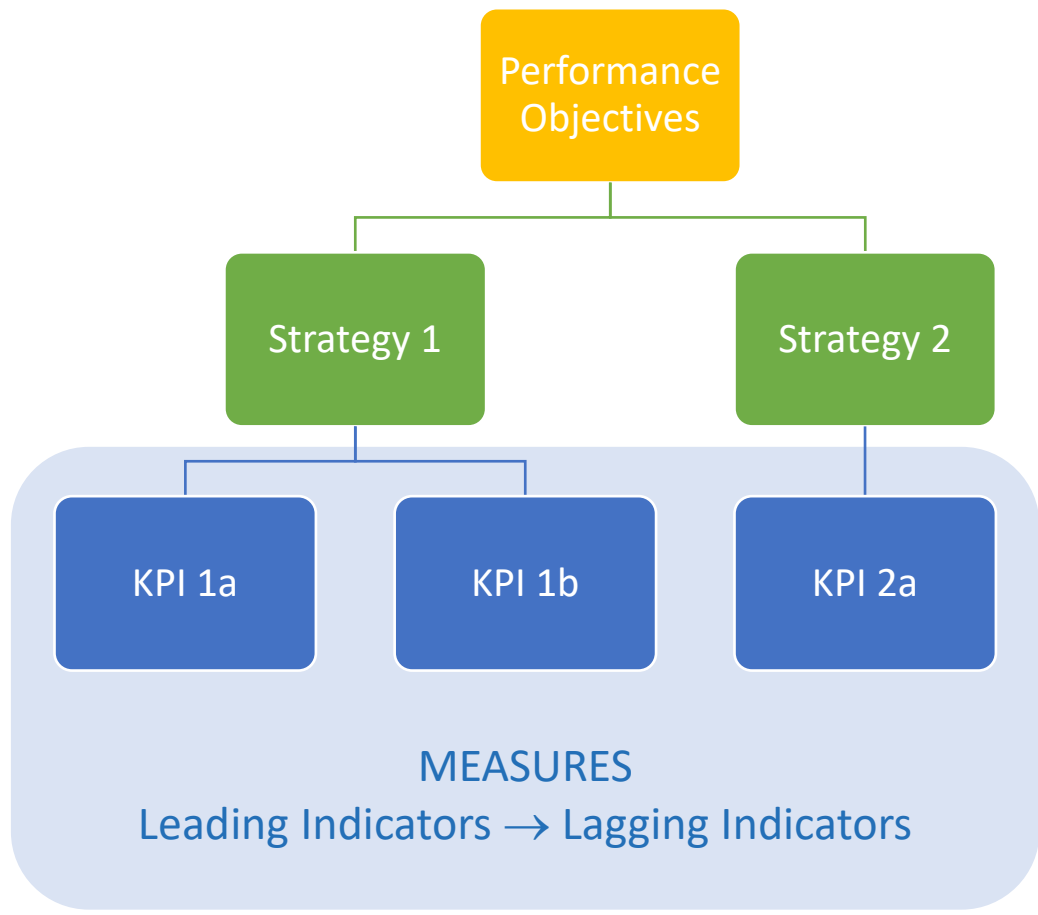 Performance
Objectives
Strategy 1
Strategy 2
KPI 1a
KPI 1b
KPI 2a
MEASURES
Leading Indicators → Lagging Indicators